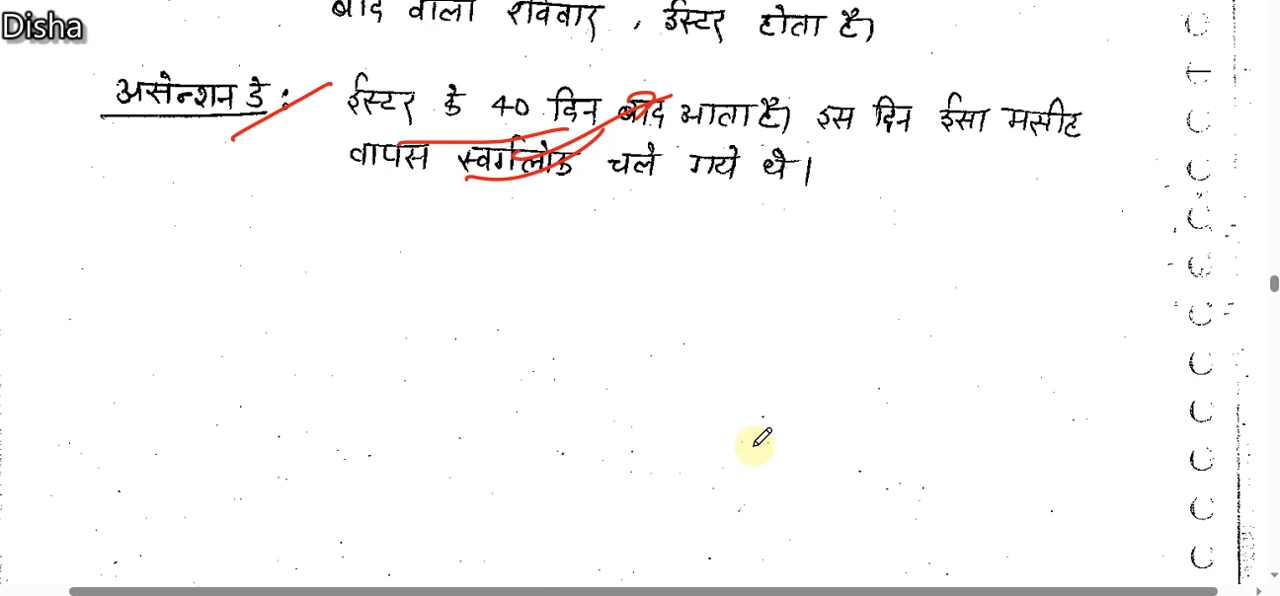 Disha
बाद वाला रविवार , ईस्टर होता है।
असेन्शन डे : ईस्टर के 40 दिन बाद आता है। इस दिन ईसा मसीह
वापस स्वर्गलोक चले गये थे।